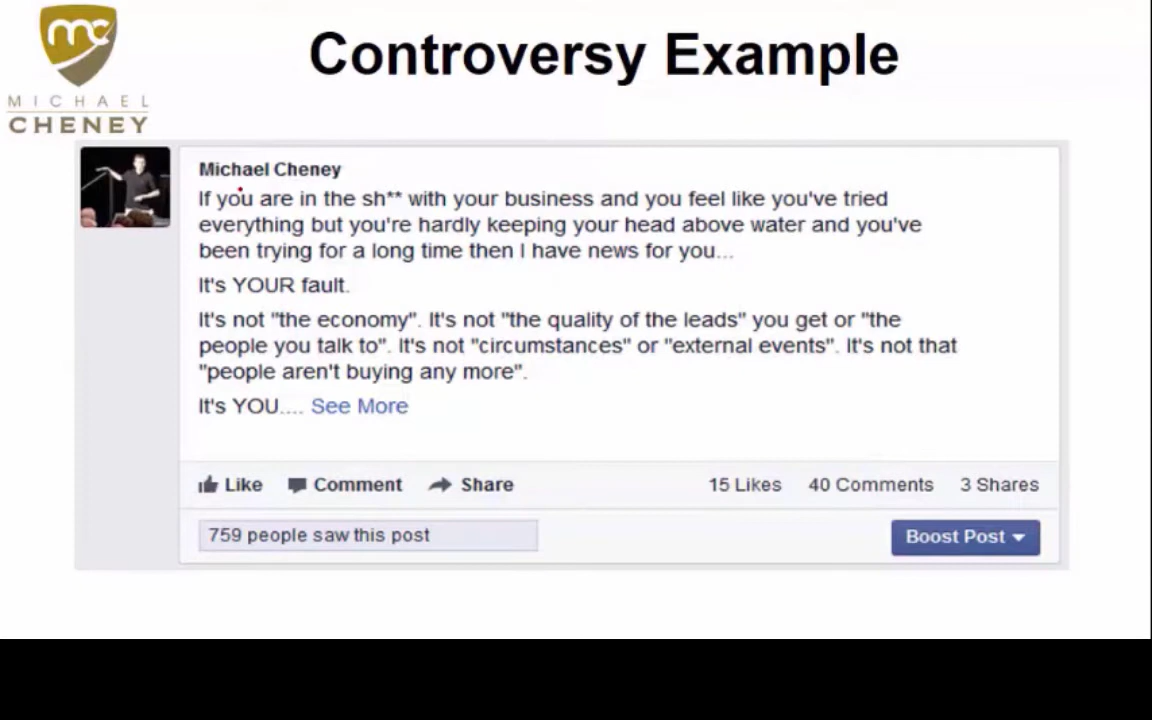 mc
MICHAEL
CHENEY
Controversy Example
Michael Cheney
If you are in the sh** with your business and you feel like you've tried
everything but you're hardly keeping your head above water and you've
been trying for a long time then I have news for you...
It's YOUR fault.
It's not "the economy". It's not "the quality of the leads" you get or "the
people you talk to". It's not "circumstances" or "external events". It's not that
"people aren't buying any more".
It's YOU.... See More
Like Comment Share 15 Likes 40 Comments 3 Shares
759 people saw this post Boost Post